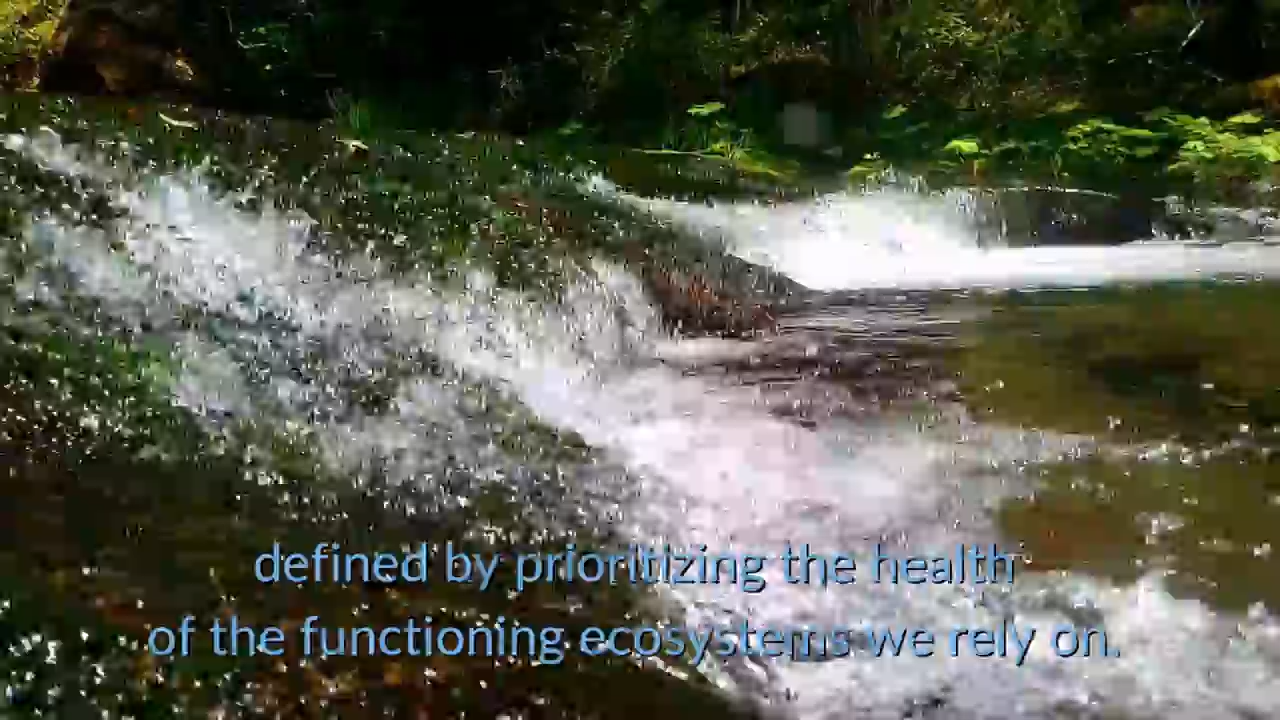 defined by prioritizing the health
of the functioning ecosystems we rely on.